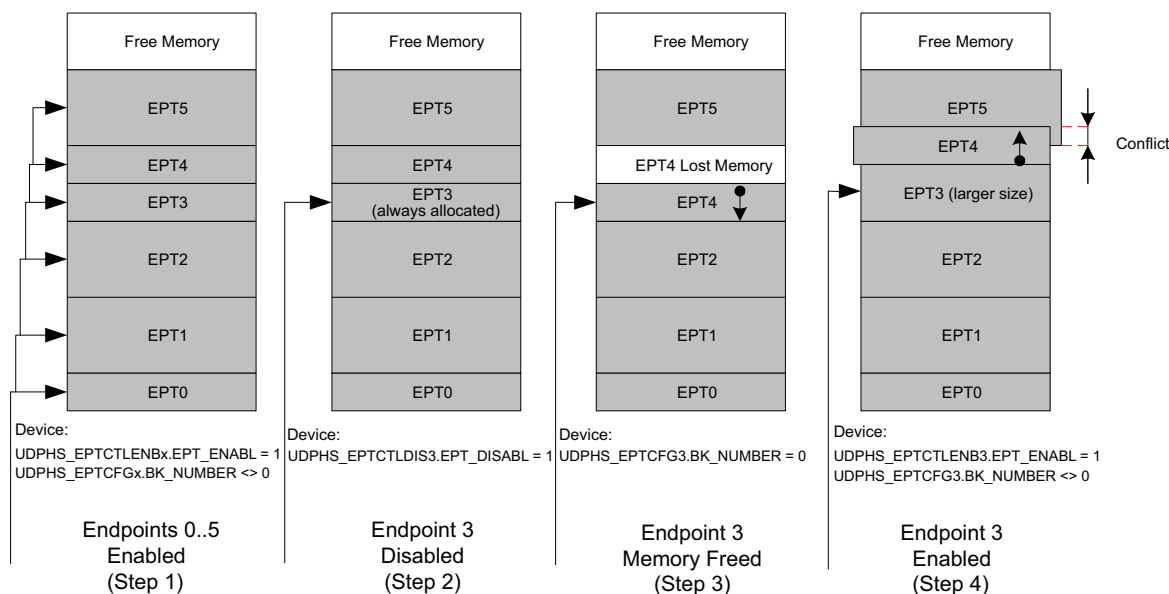 Free Memory
EPT5
EPT4
EPT3
EPT2
EPT1
EPT0
Device:
UDPHS_EPTCTLENBx.EPT_ENABL = 1
UDPHS_EPTCFGx.BK_NUMBER <> 0
Endpoints 0..5
Enabled
(Step 1)
Free Memory
EPT5
EPT4
EPT3
(always allocated)
EPT2
EPT1
EPT0
Device:
UDPHS_EPTCTLDIS3.EPT_DISABL = 1
Endpoint 3
Disabled
(Step 2)
Free Memory
EPT5
EPT4 Lost Memory
EPT4
EPT2
EPT1
EPT0
Device:
UDPHS_EPTCFG3.BK_NUMBER = 0
Endpoint 3
Memory Freed
(Step 3)
Free Memory
EPT5
EPT4
Conflict
EPT3 (larger size)
EPT2
EPT1
EPT0
Device:
UDPHS_EPTCTLENB3.EPT_ENABL = 1
UDPHS_EPTCFG3.BK_NUMBER <> 0
Endpoint 3
Enabled
(Step 4)